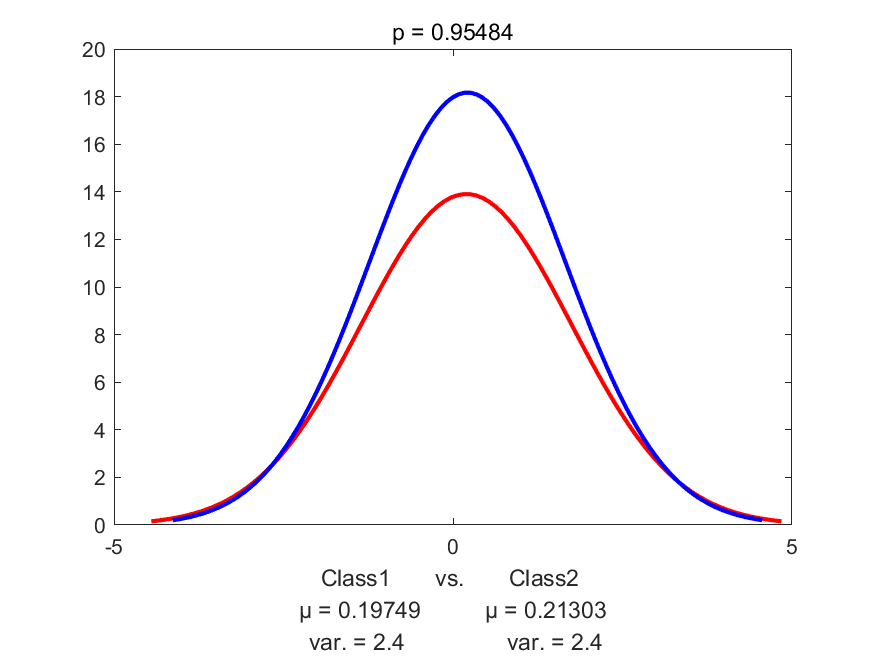 p = 0.95484
20
18
16
14
12
10
8
6
4
2
0
-5 0 5
Class1 vs. Class2
μ = 0.19749 μ = 0.21303
var. = 2.4 var. = 2.4